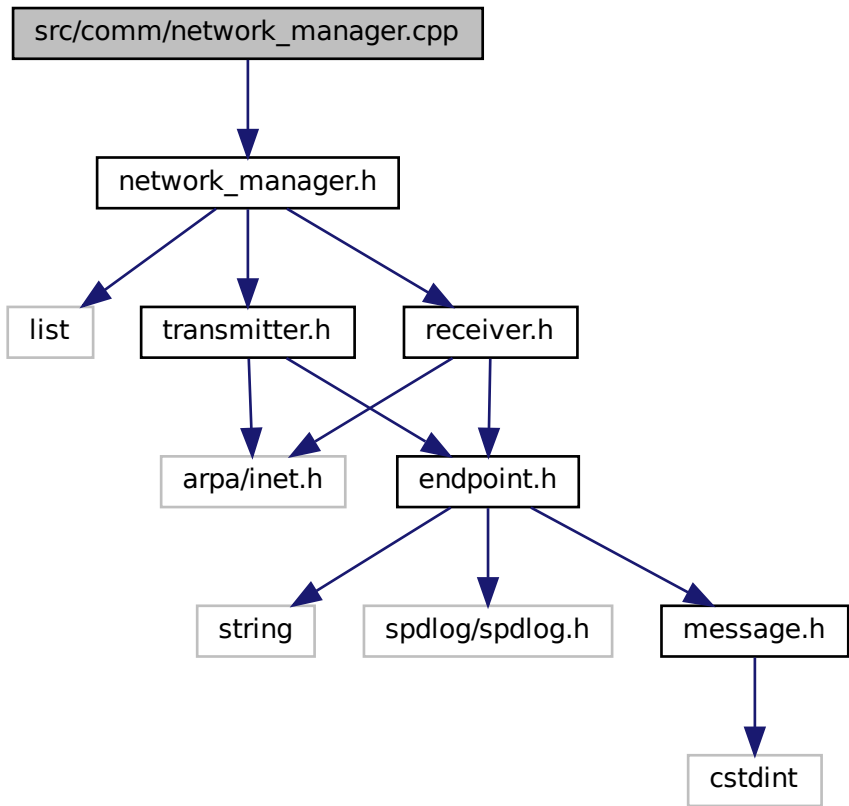 src/comm/network_manager.cpp
network_manager.h
list
transmitter.h
receiver.h
arpa/inet.h
endpoint.h
string
spdlog/spdlog.h
message.h
cstdint